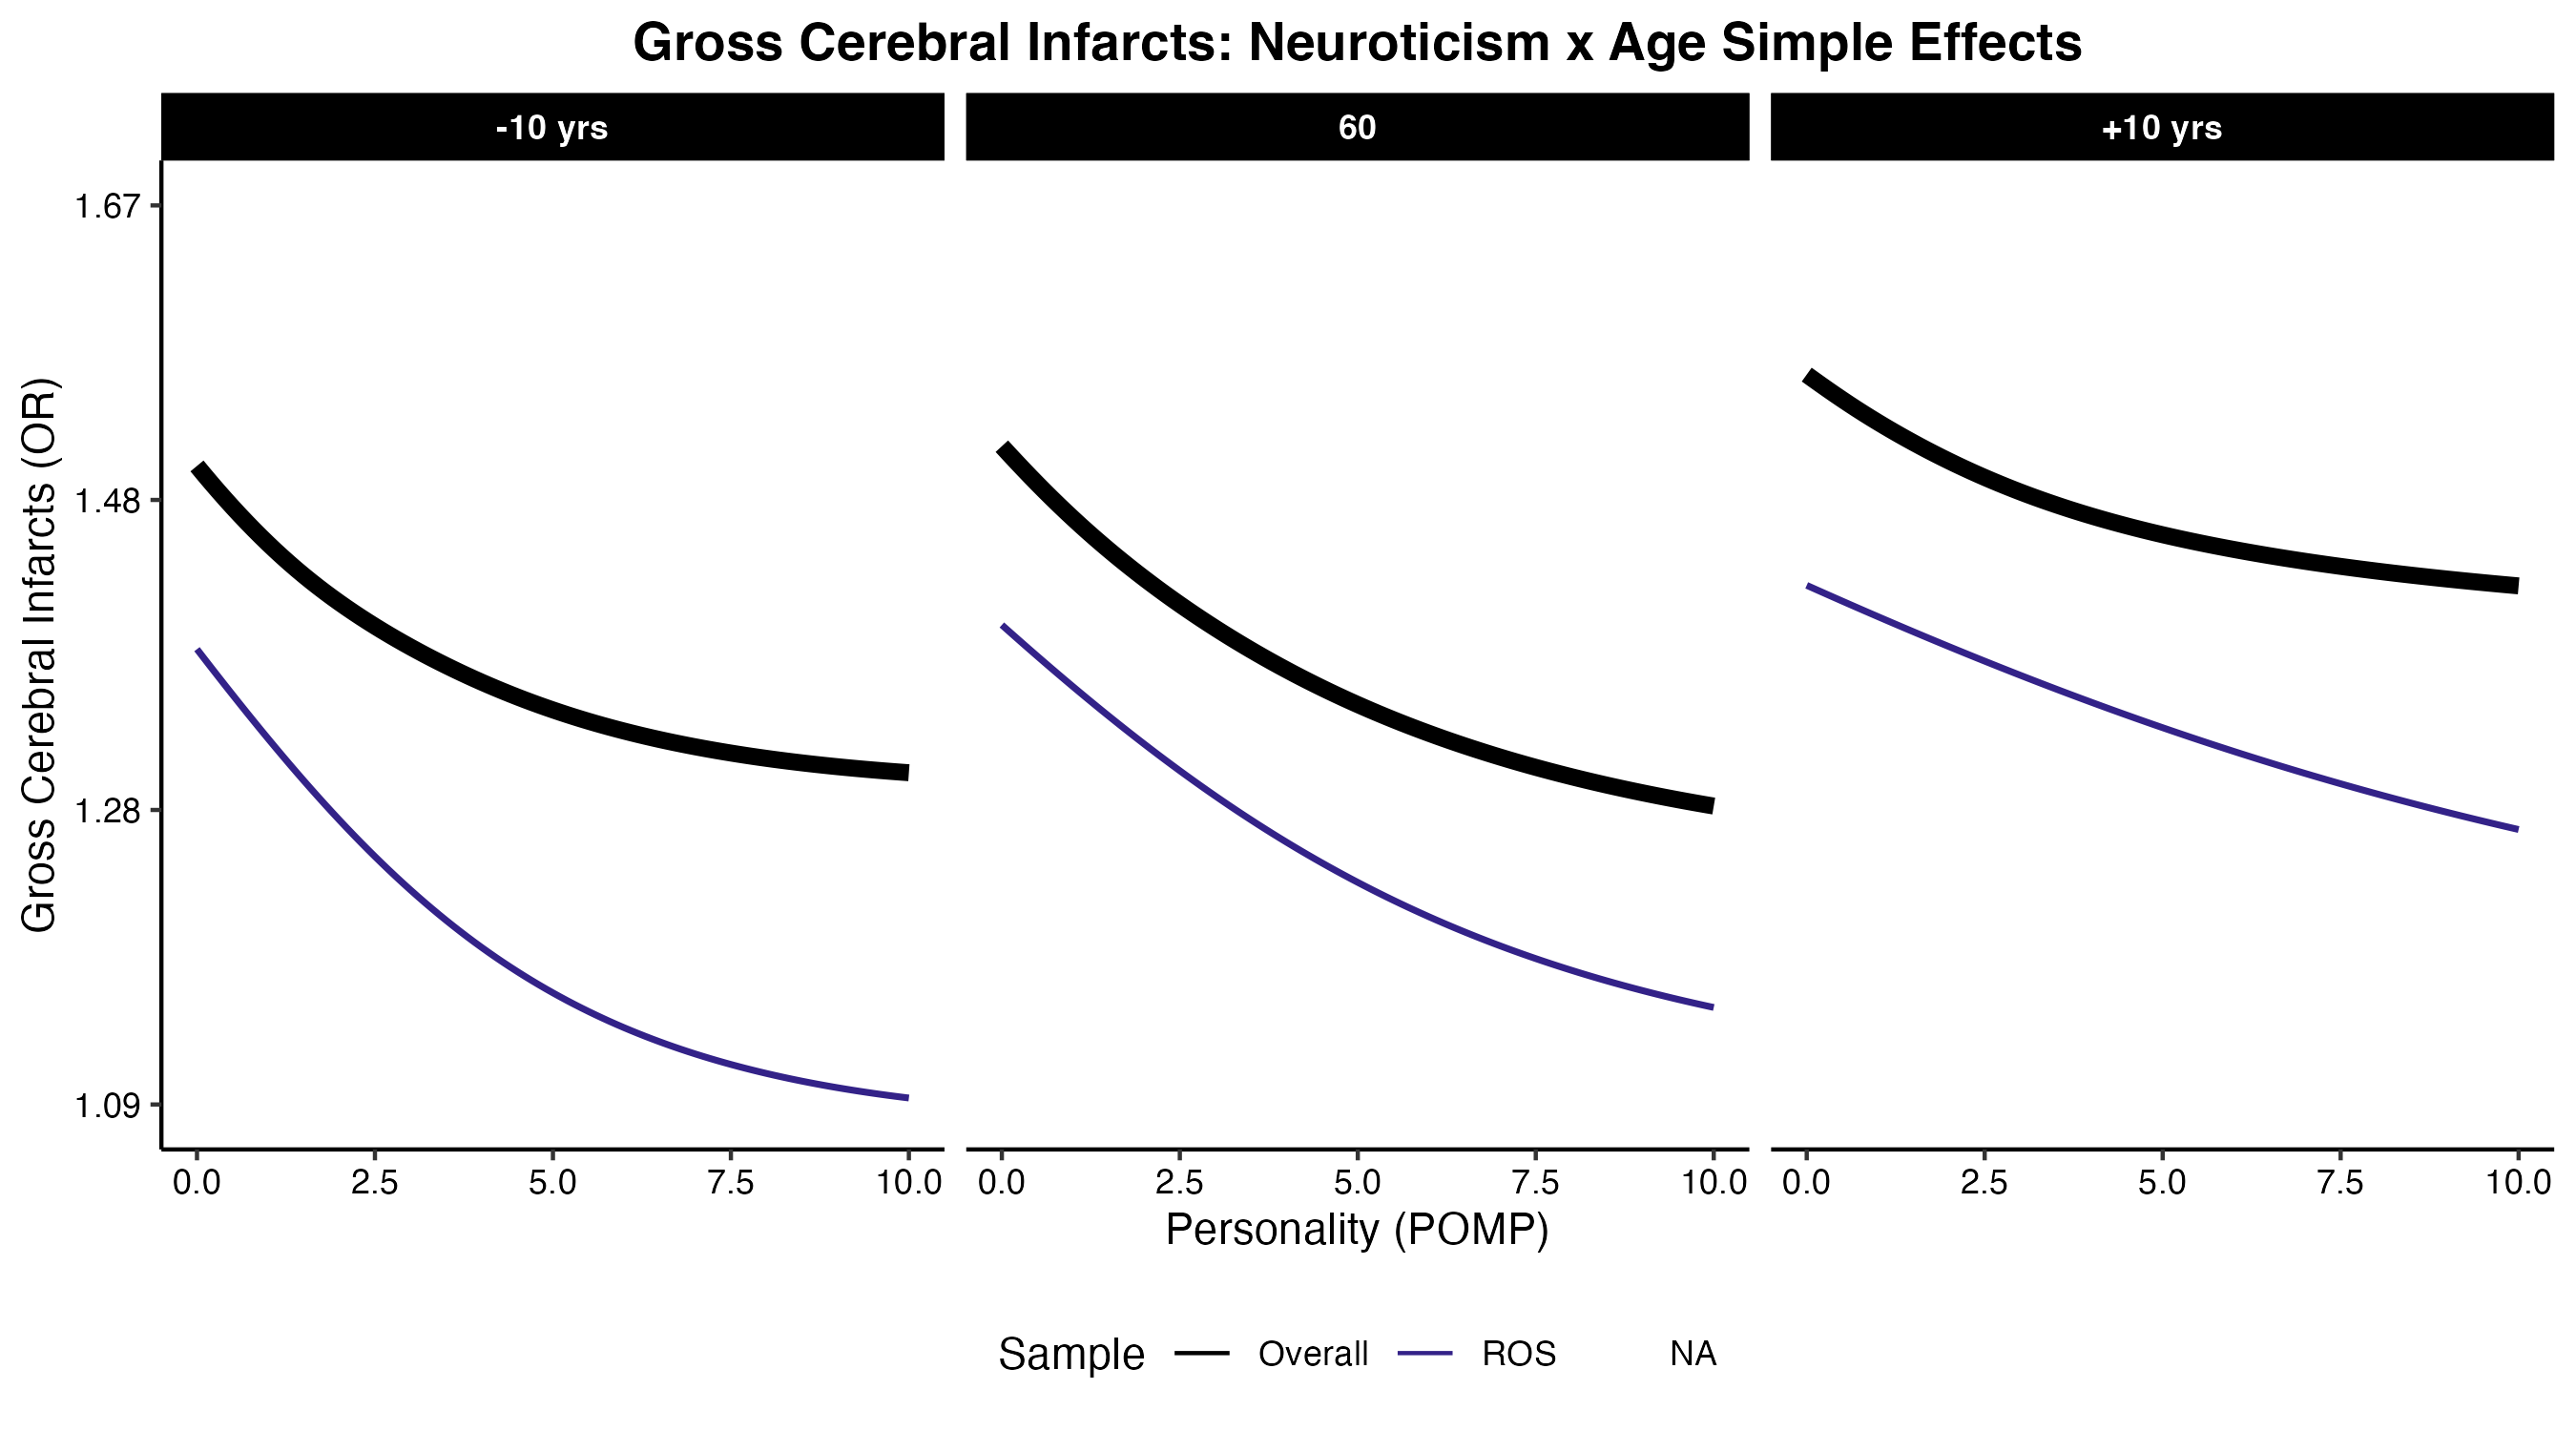 Gross Cerebral Infarcts: Neuroticism x Age Simple Effects
-10 yrs 60 +10 yrs
Gross Cerebral Infarcts (OR)
1.67
1.48
1.28
1.09
0.0 2.5 5.0 7.5 10.0 0.0 2.5 5.0 7.5 10.0 0.0 2.5 5.0 7.5 10.0
Personality (POMP)
Sample Overall ROS NA